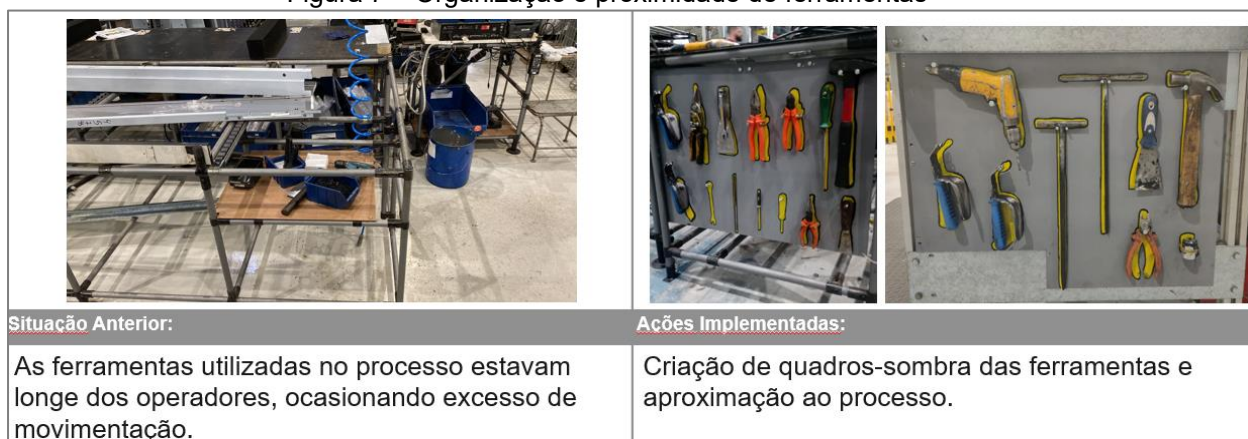 Situação Anterior:
Ações Implementadas:
As ferramentas utilizadas no processo estavam
longe dos operadores, ocasionando excesso de
movimentação.
Criação de quadros-sombra das ferramentas e
aproximação ao processo.